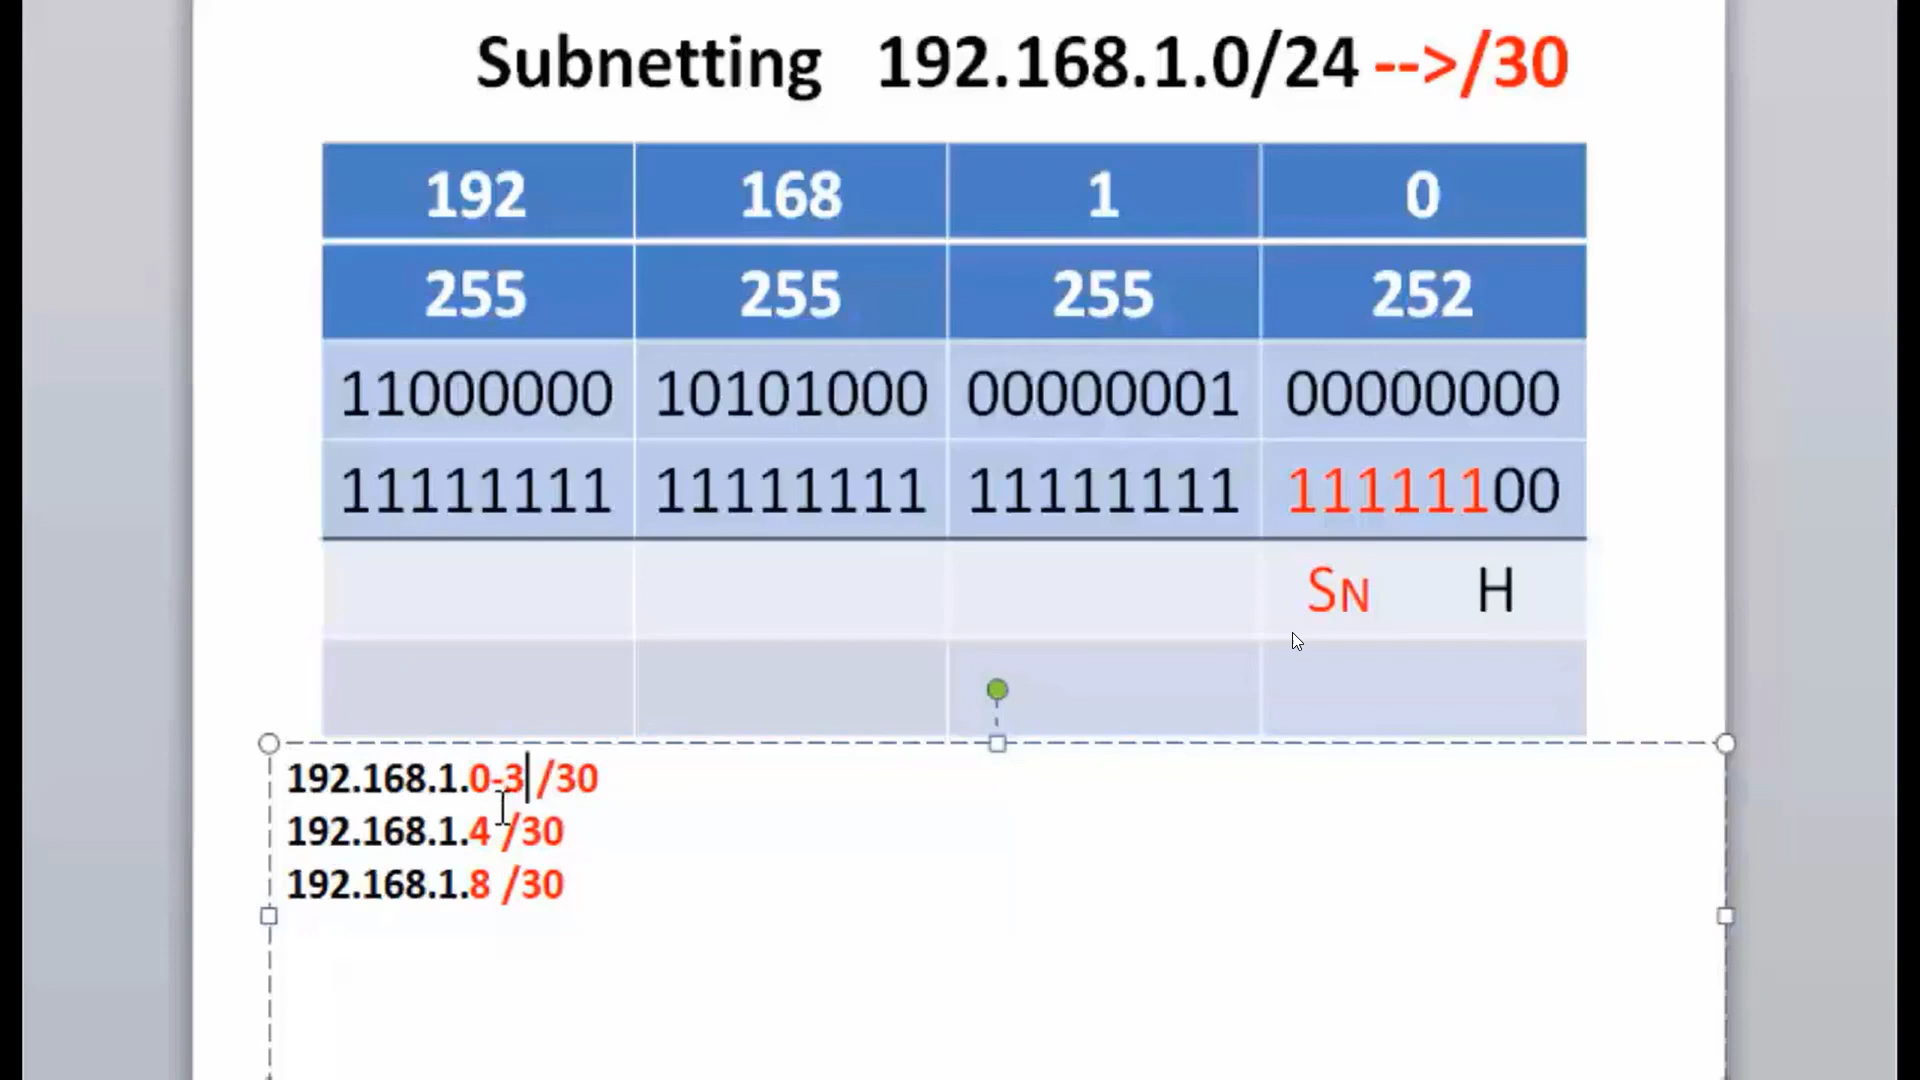 Subnetting 192.168.1.0/24 -->/30
192 168 1 0
255 255 255 252
11000000 10101000 00000001 00000000
11111111 11111111 11111111 11111100
SN H
192.168.1.0-3 /30
192.168.1.4 /30
192.168.1.8 /30